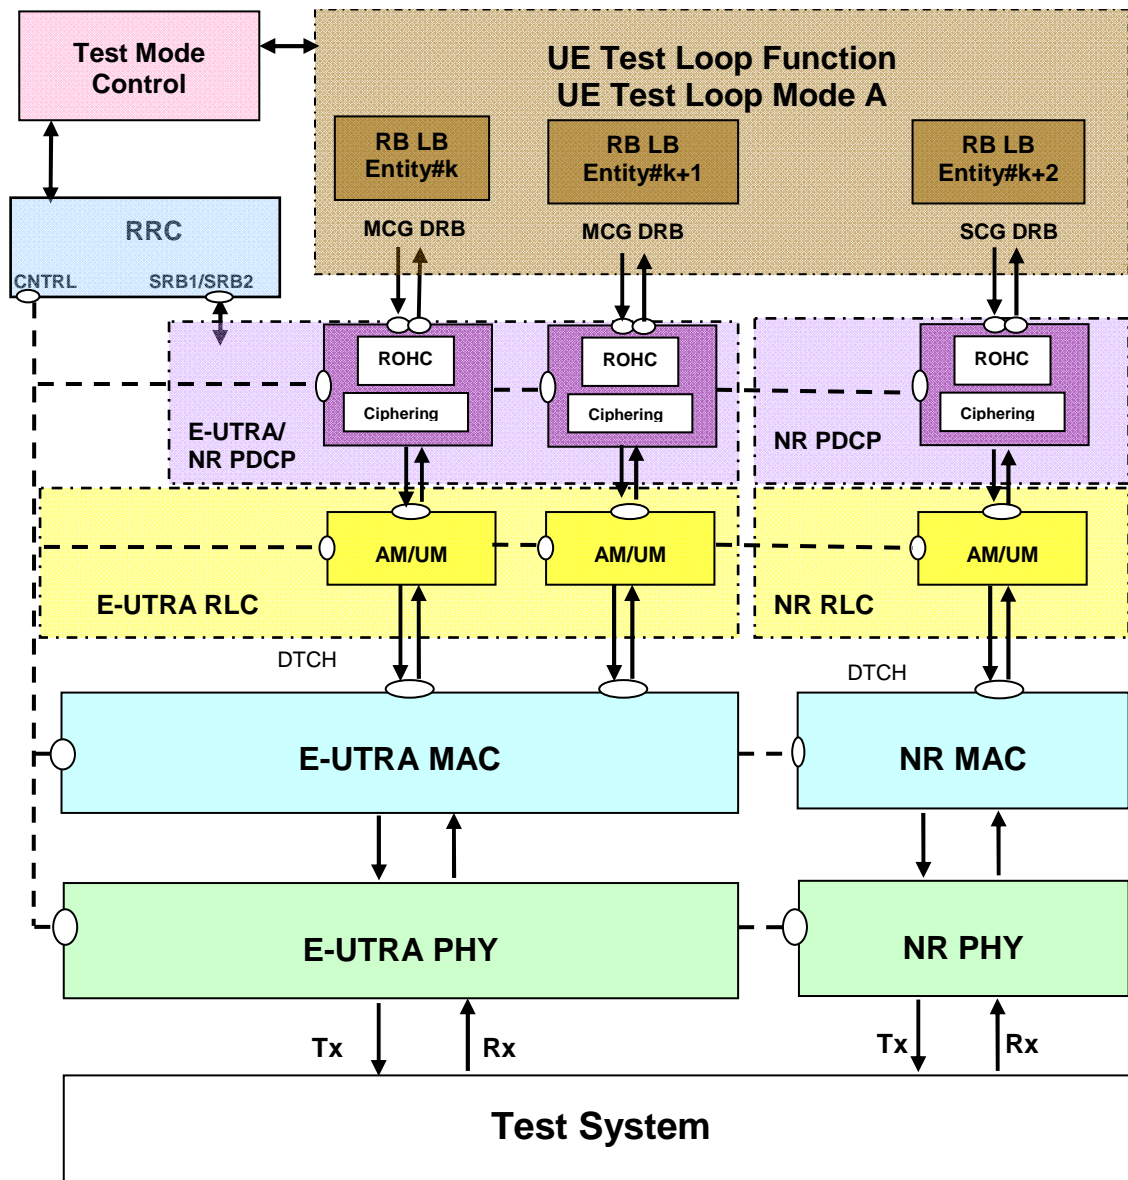 Test Mode
Control
UE Test Loop Function
UE Test Loop Mode A
RB LB
Entity#k
RB LB
Entity#k+1
RB LB
Entity#k+2
MCG DRB
MCG DRB
SCG DRB
RRC
CNTRL
SRB1/SRB2
ROHC
Ciphering
ROHC
Ciphering
ROHC
Ciphering
E-UTRA/
NR PDCP
NR PDCP
AM/UM
AM/UM
AM/UM
E-UTRA RLC
NR RLC
DTCH
DTCH
E-UTRA MAC
NR MAC
E-UTRA PHY
NR PHY
Tx
Rx
Tx
Rx
Test System